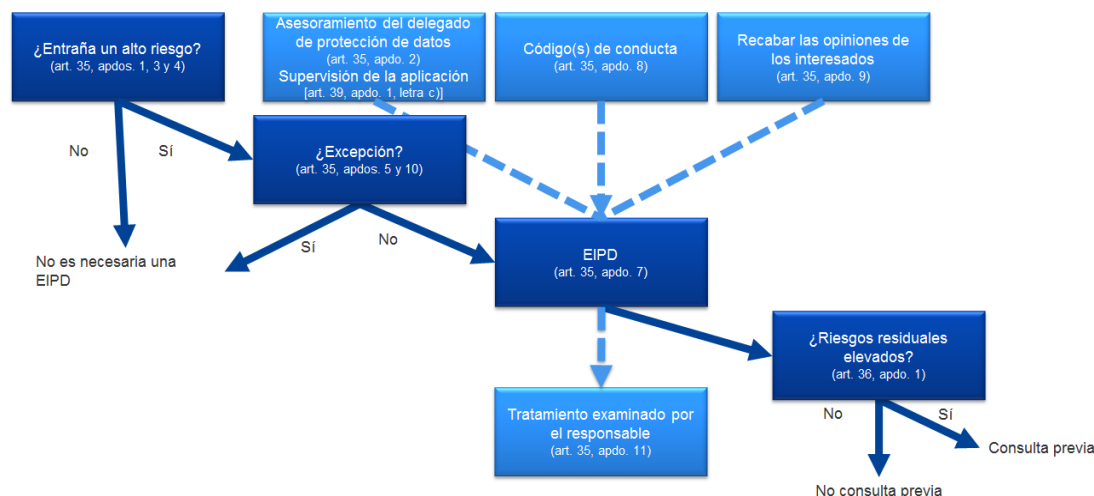 ¿Entraña un alto riesgo?
(art. 35, apdos. 1, 3 y 4)
Asesoramiento del delegado
de protección de datos
(art. 35, apdo. 2)
Supervisión de la aplicación
[art. 39, apdo. 1, letra c)]
Código(s) de conducta
(art. 35, apdo. 8)
Recabar las opiniones de
los interesados
(art. 35, apdo. 9)
No
Sí
¿Excepción?
(art. 35, apdos. 5 y 10)
No es necesaria una
EIPD
Sí
No
EIPD
(art. 35, apdo. 7)
¿Riesgos residuales
elevados?
(art. 36, apdo. 1)
Tratamiento examinado por
el responsable
(art. 35, apdo. 11)
No
Sí
Consulta previa
No consulta previa